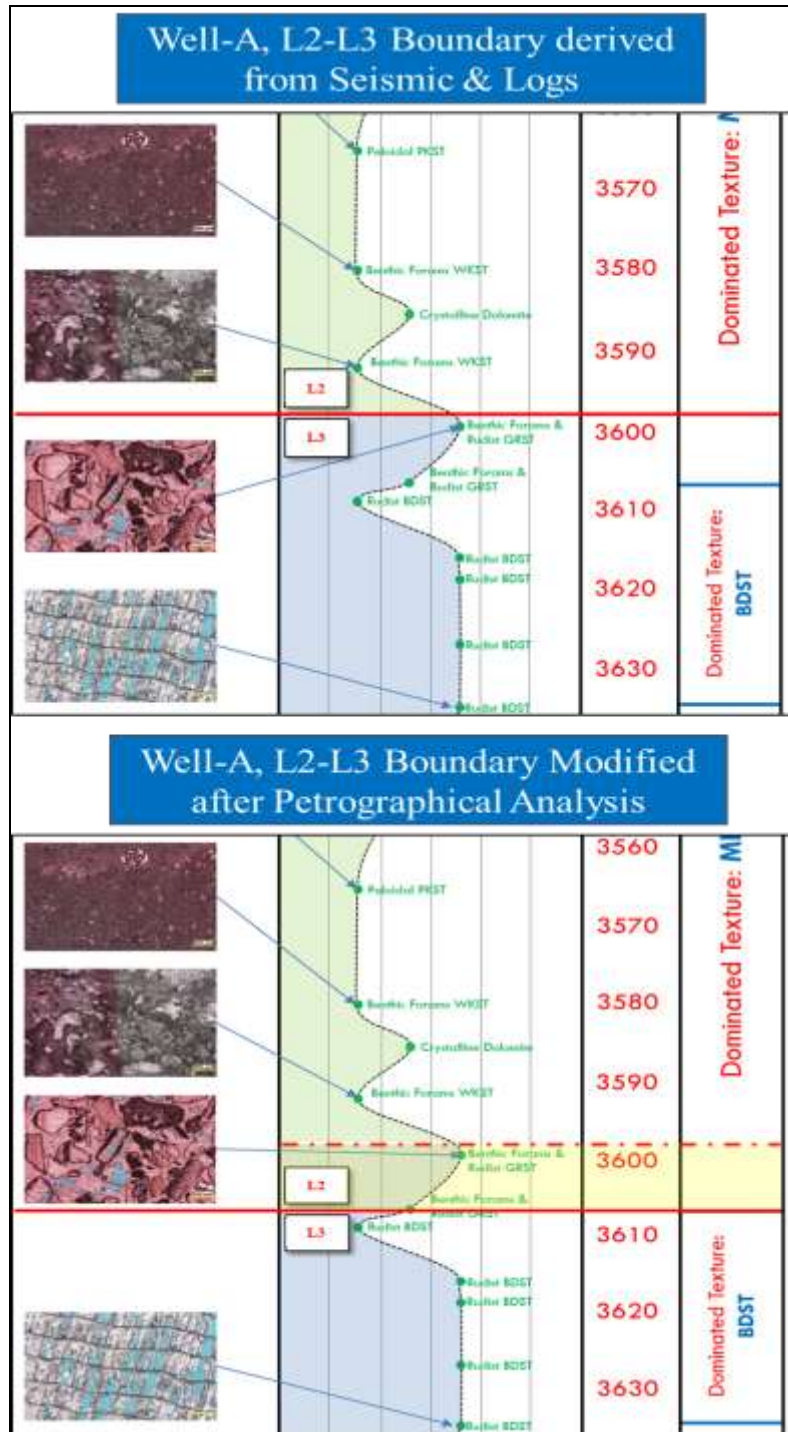 Well-A, L2-L3 Boundary derived
from Seismic & Logs
Peloidal PKST
3570
Benthic Forams WKST
3580
Crystalline Dolomite
Benthic Forams WKST
3590
L2
L3
Benthic Forams &
Rudist GRST
3600
Benthic Forams &
Rudist GRST
Rudist BDST
3610
Rudist BDST
Rudist BDST
3620
Rudist BDST
3630
Rudist BDST
Dominated Texture:
Dominated Texture:
BDST
Well-A, L2-L3 Boundary Modified
after Petrographical Analysis
3560
Peloidal PKST
3570
Benthic Forams WKST
3580
Crystalline Dolomite
Benthic Forams WKST
3590
Benthic Forams &
Rudist GRST
3600
L2
Benthic Forams &
Rudist GRST
L3
Rudist BDST
3610
Rudist BDST
Rudist BDST
3620
Rudist BDST
3630
Rudist BDST
Dominated Texture:
Dominated Texture:
BDST